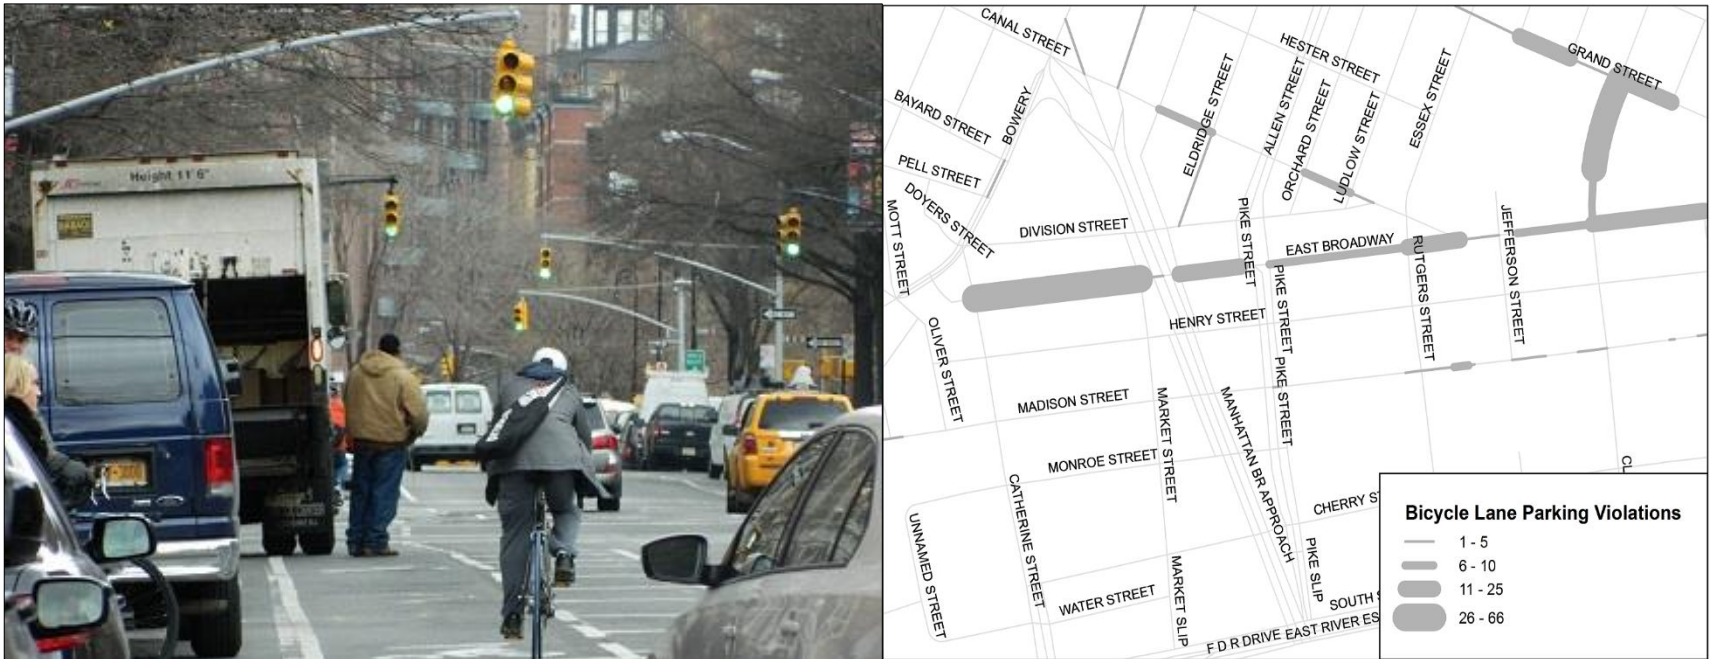 Height 11' 6"
CANAL STREET
HESTER STREET
GRAND STREET
BAYARD STREET
BOWERY
ELDRIDGE STREET
ALLEN STREET
ORCHARD STREET
LUDLOW STREET
ESSEX STREET
PELL STREET
DOYERS STREET
MOTT STREET
DIVISION STREET
PIKE STREET
EAST BROADWAY
RUTGERS STREET
JEFFERSON STREET
HENRY STREET
PIKE STREET
OLIVER STREET
MADISON STREET
MARKET STREET
MANHATTAN BR APPROACH
PIKE STREET
MONROE STREET
CATHERINE STREET
CHERRY ST
CL
UNNAMED STREET
WATER STREET
MARKET SLIP
PIKE SLIP
SOUTH S
F D R DRIVE
EAST RIVER ES
Bicycle Lane Parking Violations
1 - 5
6 - 10
11 - 25
26 - 66